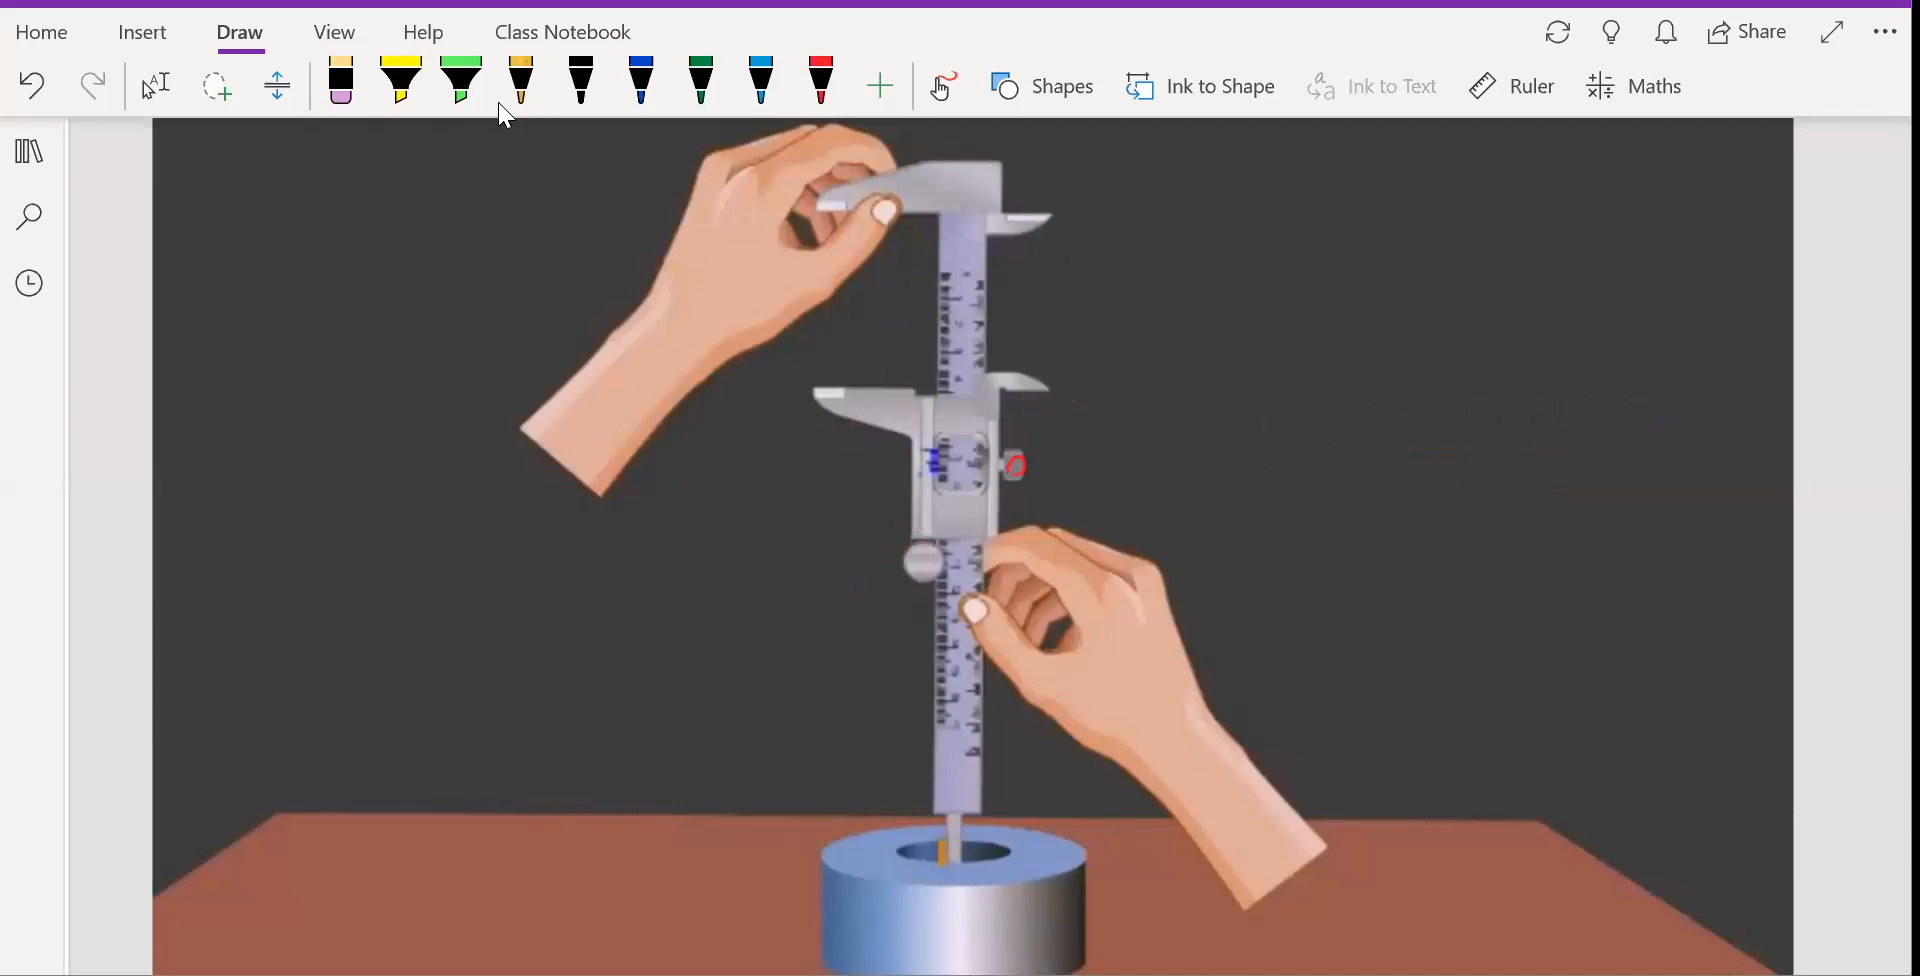 Home Insert Draw View Help Class Notebook Share
Shapes Ink to Shape Ink to Text Ruler Maths